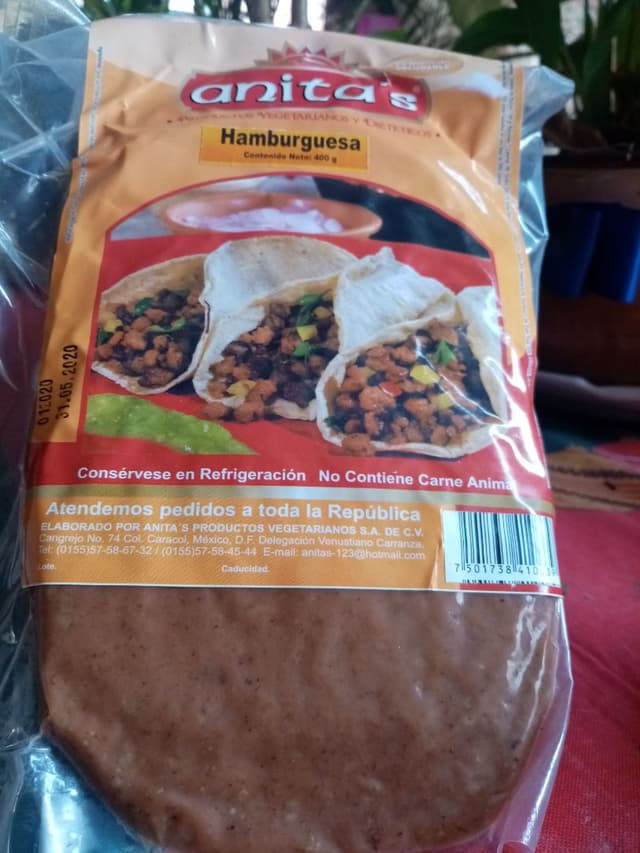 anita's
PRODUCTOS VEGETARIANOS Y DIETETICOS
Hamburguesa
Contenido Neto: 400 g
012020
31.05.2020
Consérvese en Refrigeración No Contiene Carne Anima
Atendemos pedidos a toda la República
ELABORADO POR ANITA´S PRODUCTOS VEGETARIANOS S.A. DE C.V.
Cangrejo No. 74 Col. Caracol, México, D.F. Delegación Venustiano Carranza.
Tel: (0155)57-58-67-32 / (0155)57-58-45-44 E-mail: anitas-123@hotmail.com
Lote. Caducidad.
7 501738 410